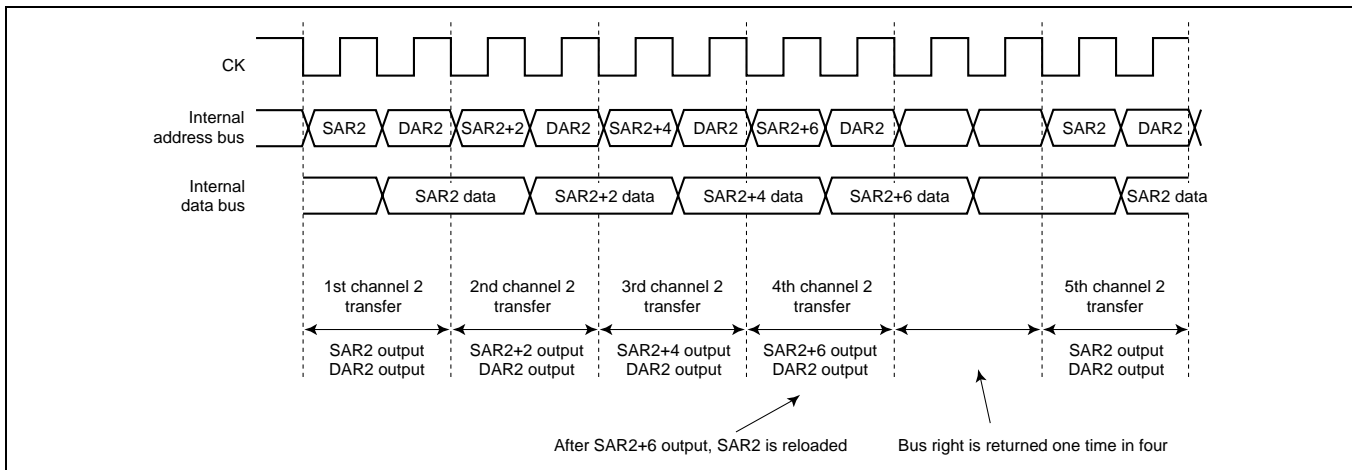 CK
Internal
address bus
SAR2 DAR2 SAR2+2 DAR2 SAR2+4 DAR2 SAR2+6 DAR2 SAR2 DAR2
Internal
data bus
SAR2 data SAR2+2 data SAR2+4 data SAR2+6 data SAR2 data
1st channel 2
transfer
2nd channel 2
transfer
3rd channel 2
transfer
4th channel 2
transfer
5th channel 2
transfer
SAR2 output
DAR2 output
SAR2+2 output
DAR2 output
SAR2+4 output
DAR2 output
SAR2+6 output
DAR2 output
SAR2 output
DAR2 output
After SAR2+6 output, SAR2 is reloaded
Bus right is returned one time in four